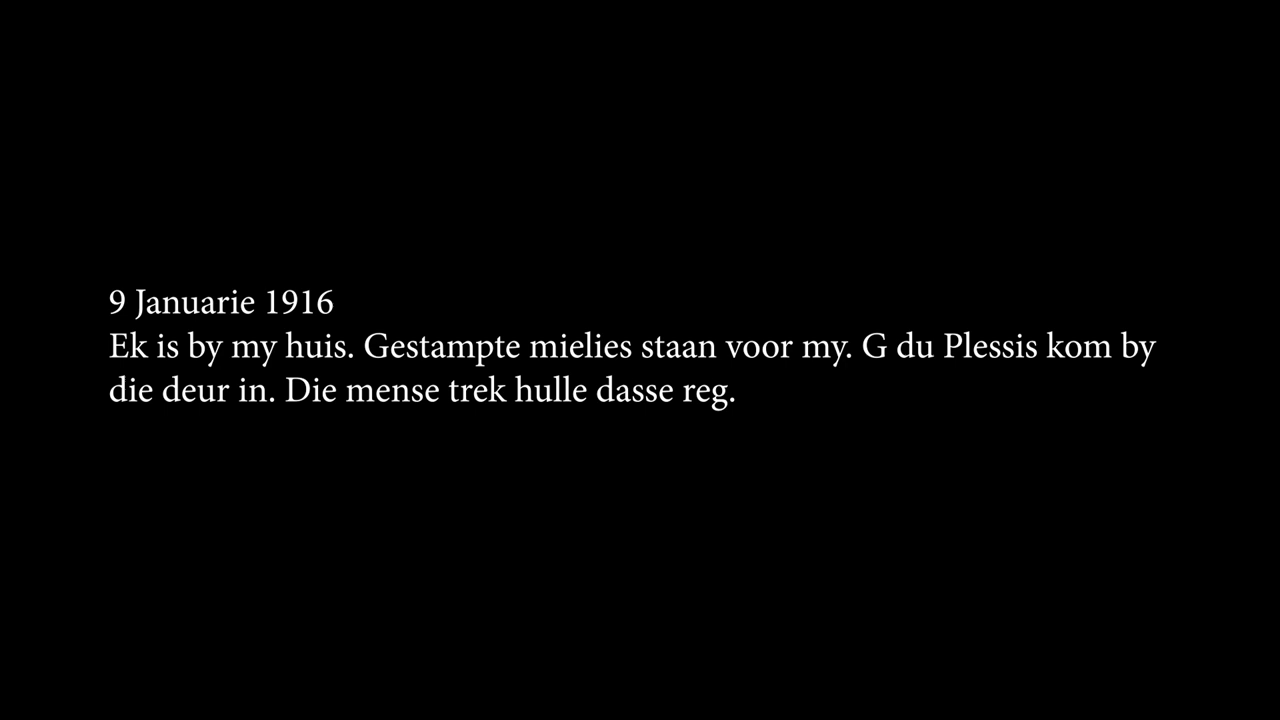 9 Januarie 1916
Ek is by my huis. Gestampte mielies staan voor my. G du Plessis kom by
die deur in. Die mense trek hulle dasse reg.